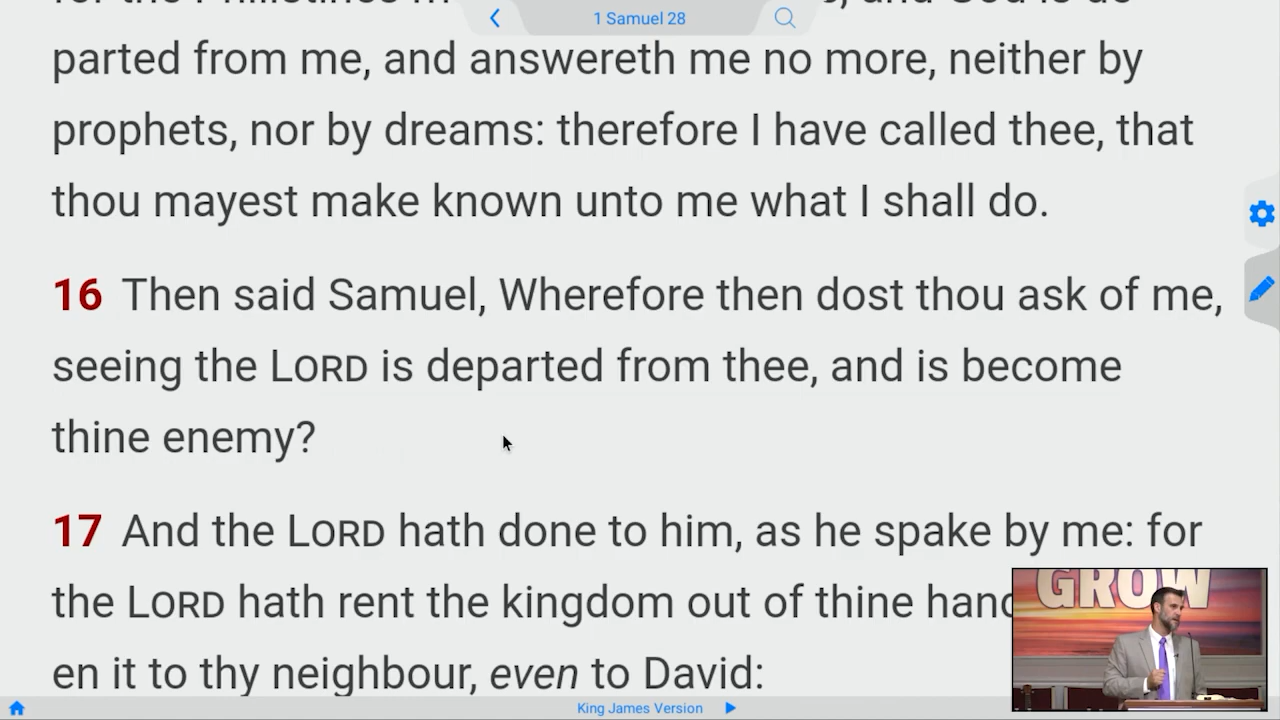 1 Samuel 28
parted from me, and answereth me no more, neither by
prophets, nor by dreams: therefore I have called thee, that
thou mayest make known unto me what I shall do.
16 Then said Samuel, Wherefore then dost thou ask of me,
seeing the LORD is departed from thee, and is become
thine enemy?
17 And the LORD hath done to him, as he spake by me: for
the LORD hath rent the kingdom out of thine
en it to thy neighbour, even to David:
GROW
King James Version